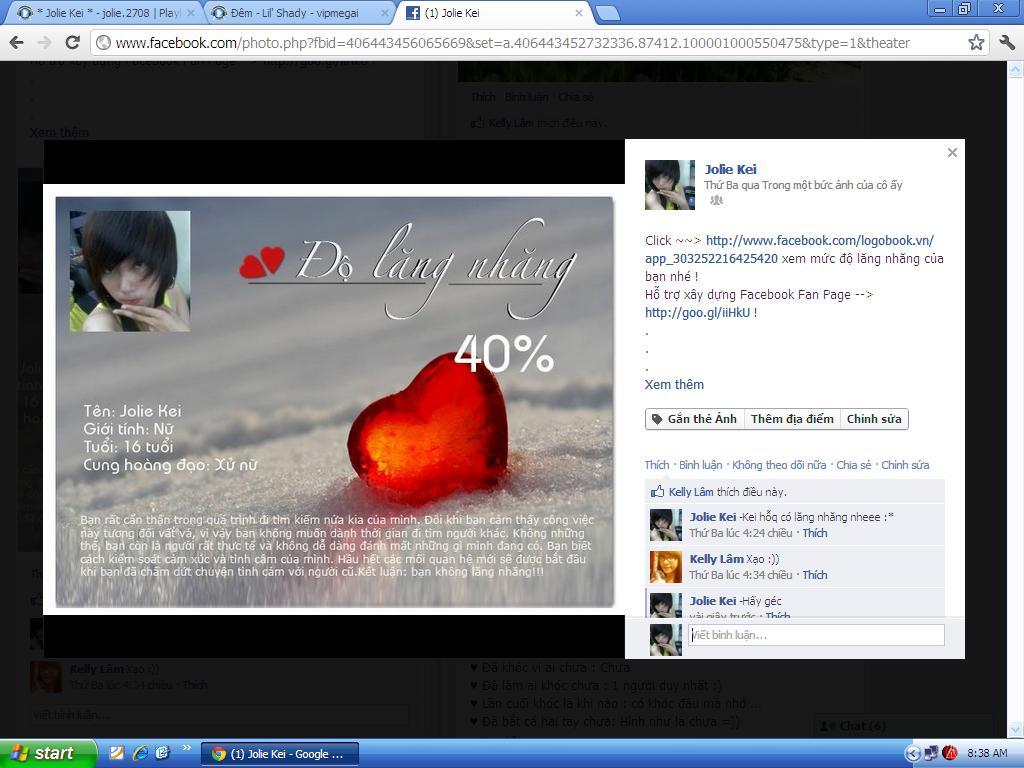 * Jolie Kei * - jolie.2708 | Playl
Đêm - Lil' Shady - vipmegai
(1) Jolie Kei
www.facebook.com/photo.php?fbid=406443456065669&set=a.406443452732336.87412.100001000550475&type=1&theater
Xem thêm
Thích · Bình luận · Chia sẻ
Kelly Lâm thích điều này.
Độ lăng nhăng
40%
Tên: Jolie Kei
Giới tính: Nữ
Tuổi: 16 tuổi
Cung hoàng đạo: Xử nữ
Bạn rất cẩn thận trong quá trình đi tìm kiếm nửa kia của mình. Đôi khi bạn cảm thấy công việc
này tương đối vất vả, vì vậy bạn không muốn dành thời gian đi tìm người khác. Không những
thế, bạn còn là người rất thực tế và không dễ dàng đánh mất những gì mình đang có. Bạn biết
cách kiểm soát cảm xúc và tình cảm của mình. Hầu hết các mối quan hệ mới sẽ được bắt đầu
khi bạn đã chấm dứt chuyện tình cảm với người cũ.Kết luận: bạn không lăng nhăng!!!
Jolie Kei
Thứ Ba qua Trong một bức ảnh của cô ấy
Click ~~> http://www.facebook.com/logobook.vn/
app_303252216425420 xem mức độ lăng nhăng của
bạn nhé !
Hỗ trợ xây dựng Facebook Fan Page -->
http://goo.gl/iiHkU !
.
.
.
Xem thêm
Gắn thẻ Ảnh Thêm địa điểm Chỉnh sửa
Thích · Bình luận · Không theo dõi nữa · Chia sẻ · Chỉnh sửa
Kelly Lâm thích điều này.
Jolie Kei -Kei hôq có lăng nhăng nheee :*
Thứ Ba lúc 4:24 chiều · Thích
Kelly Lâm Xạo :))
Thứ Ba lúc 4:34 chiều · Thích
Jolie Kei -Hấy géc
vài giây trước · Thích
Viết bình luận...
Kelly Lâm Xạo :))
Thứ Ba lúc 4:34 chiều · Thích
Viết bình luận...
♥ Đã khóc vì ai chưa : Chưa
♥ Đã làm ai khóc chưa : 1 người duy nhất :)
♥ Lần cuối khóc là khi nào : có khóc đâu mà nhớ ...
♥ Đã bắt cá hai tay chưa: Hình như là chưa =))
Chat (6)
start
(1) Jolie Kei - Google ...
8:38 AM